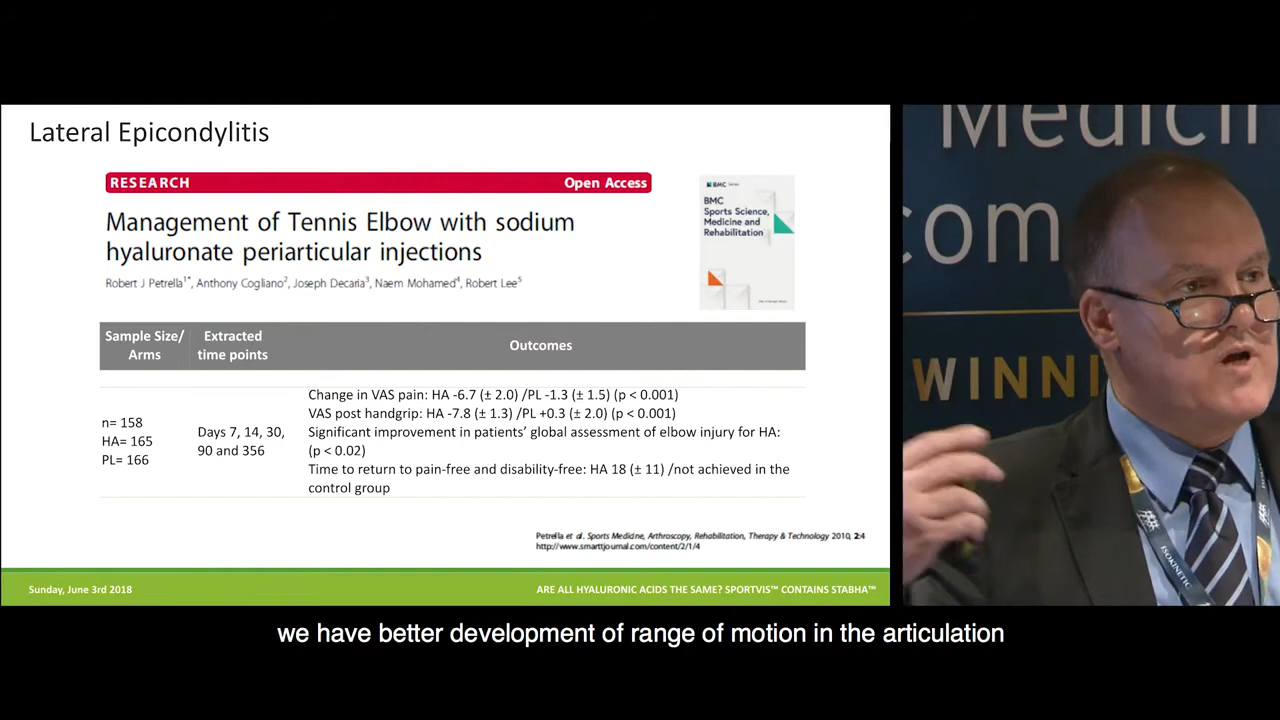 Lateral Epicondylitis
RESEARCH
Open Access
Management of Tennis Elbow with sodium
hyaluronate periarticular injections
Robert J Petrella1*, Anthony Cogliano2, Joseph Decaria3, Naem Mohamed4, Robert Lee5
BMC Series
BMC
Sports Science,
Medicine and
Rehabilitation
Sample Size/
Arms
Extracted
time points
Outcomes
n= 158
HA= 165
PL= 166
Days 7, 14, 30,
90 and 356
Change in VAS pain: HA -6.7 (± 2.0) /PL -1.3 (± 1.5) (p < 0.001)
VAS post handgrip: HA -7.8 (± 1.3) /PL +0.3 (± 2.0) (p < 0.001)
Significant improvement in patients’ global assessment of elbow injury for HA:
(p < 0.02)
Time to return to pain-free and disability-free: HA 18 (± 11) /not achieved in the
control group
Petrella et al. Sports Medicine, Arthroscopy, Rehabilitation, Therapy & Technology 2010, 2:4
http://www.smarttjournal.com/content/2/1/4
Sunday, June 3rd 2018
ARE ALL HYALURONIC ACIDS THE SAME? SPORTVIS™ CONTAINS STABHA™
Medicin
com
WINNI
ISOKINETIC
we have better development of range of motion in the articulation